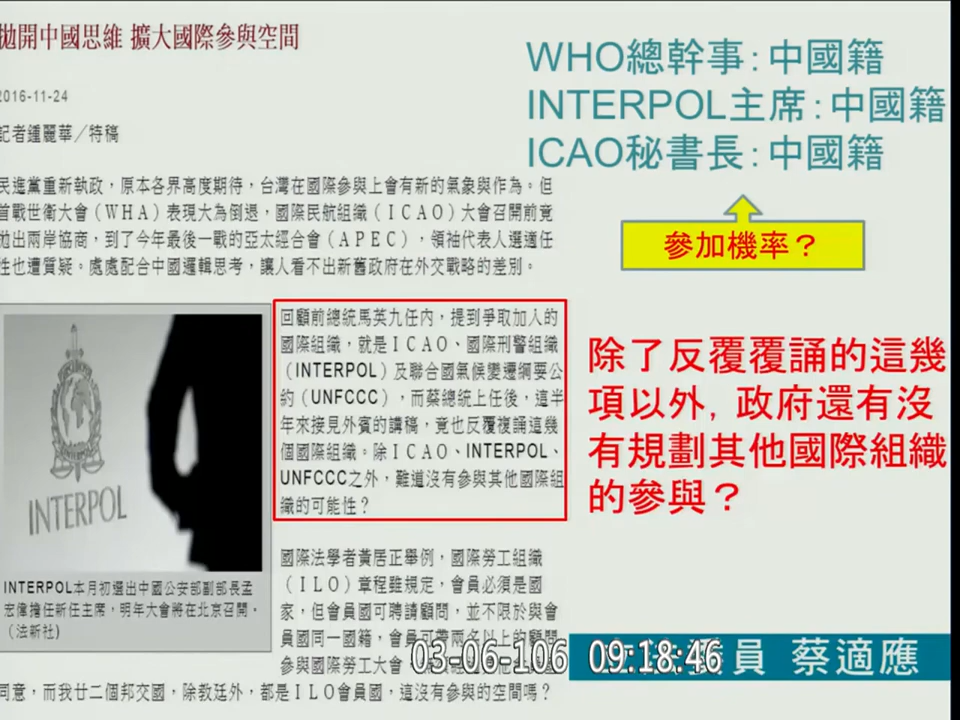 拋開中國思維 擴大國際參與空間
2016-11-24
記者鍾麗華／特稿
民進黨重新執政，原本各界高度期待，台灣在國際參與上會有新的氣象與作為。但
首戰世衛大會（WHA）表現大為倒退，國際民航組織（ICAO）大會召開前竟
拋出兩岸協商，到了今年最後一戰的亞太經合會（APEC），領袖代表人選適任
性也遭質疑。處處配合中國邏輯思考，讓人看不出新舊政府在外交戰略的差別。
INTERPOL
INTERPOL本月初選出中國公安部副部長孟
宏偉擔任新任主席，明年大會將在北京召開。
（法新社）
回顧前總統馬英九任內，提到爭取加入的
國際組織，就是ICAO、國際刑警組織
（INTERPOL）及聯合國氣候變遷綱要公
約（UNFCCC），而蔡總統上任後，這半
年來接見外賓的講稿，竟也反覆複誦這幾
個國際組織。除ICAO、INTERPOL、
UNFCCC之外，難道沒有參與其他國際組
織的可能性？
國際法學者黃居正舉例，國際勞工組織
（ILO）章程雖規定，會員必須是國
家，但會員國可聘請顧問，並不限於與會
員國同一國籍，會員可帶兩名以上的顧問
參與國際勞工大會
同意，而我廿二個邦交國，除教廷外，都是ILO會員國，這沒有參與的空間嗎？
WHO總幹事：中國籍
INTERPOL主席：中國籍
ICAO秘書長：中國籍
參加機率？
除了反覆覆誦的這幾
項以外，政府還有沒
有規劃其他國際組織
的參與？
員 蔡適應
03-06-106 09:18:46